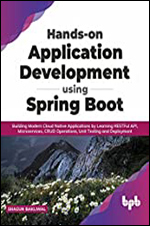 Hands-on
Application
Development
using
Spring Boot
Building Modern Cloud Native Applications by Learning RESTful API,
Microservices, CRUD Operations, Unit Testing and Deployment
SHAGUN BAKLIWAL
bpb